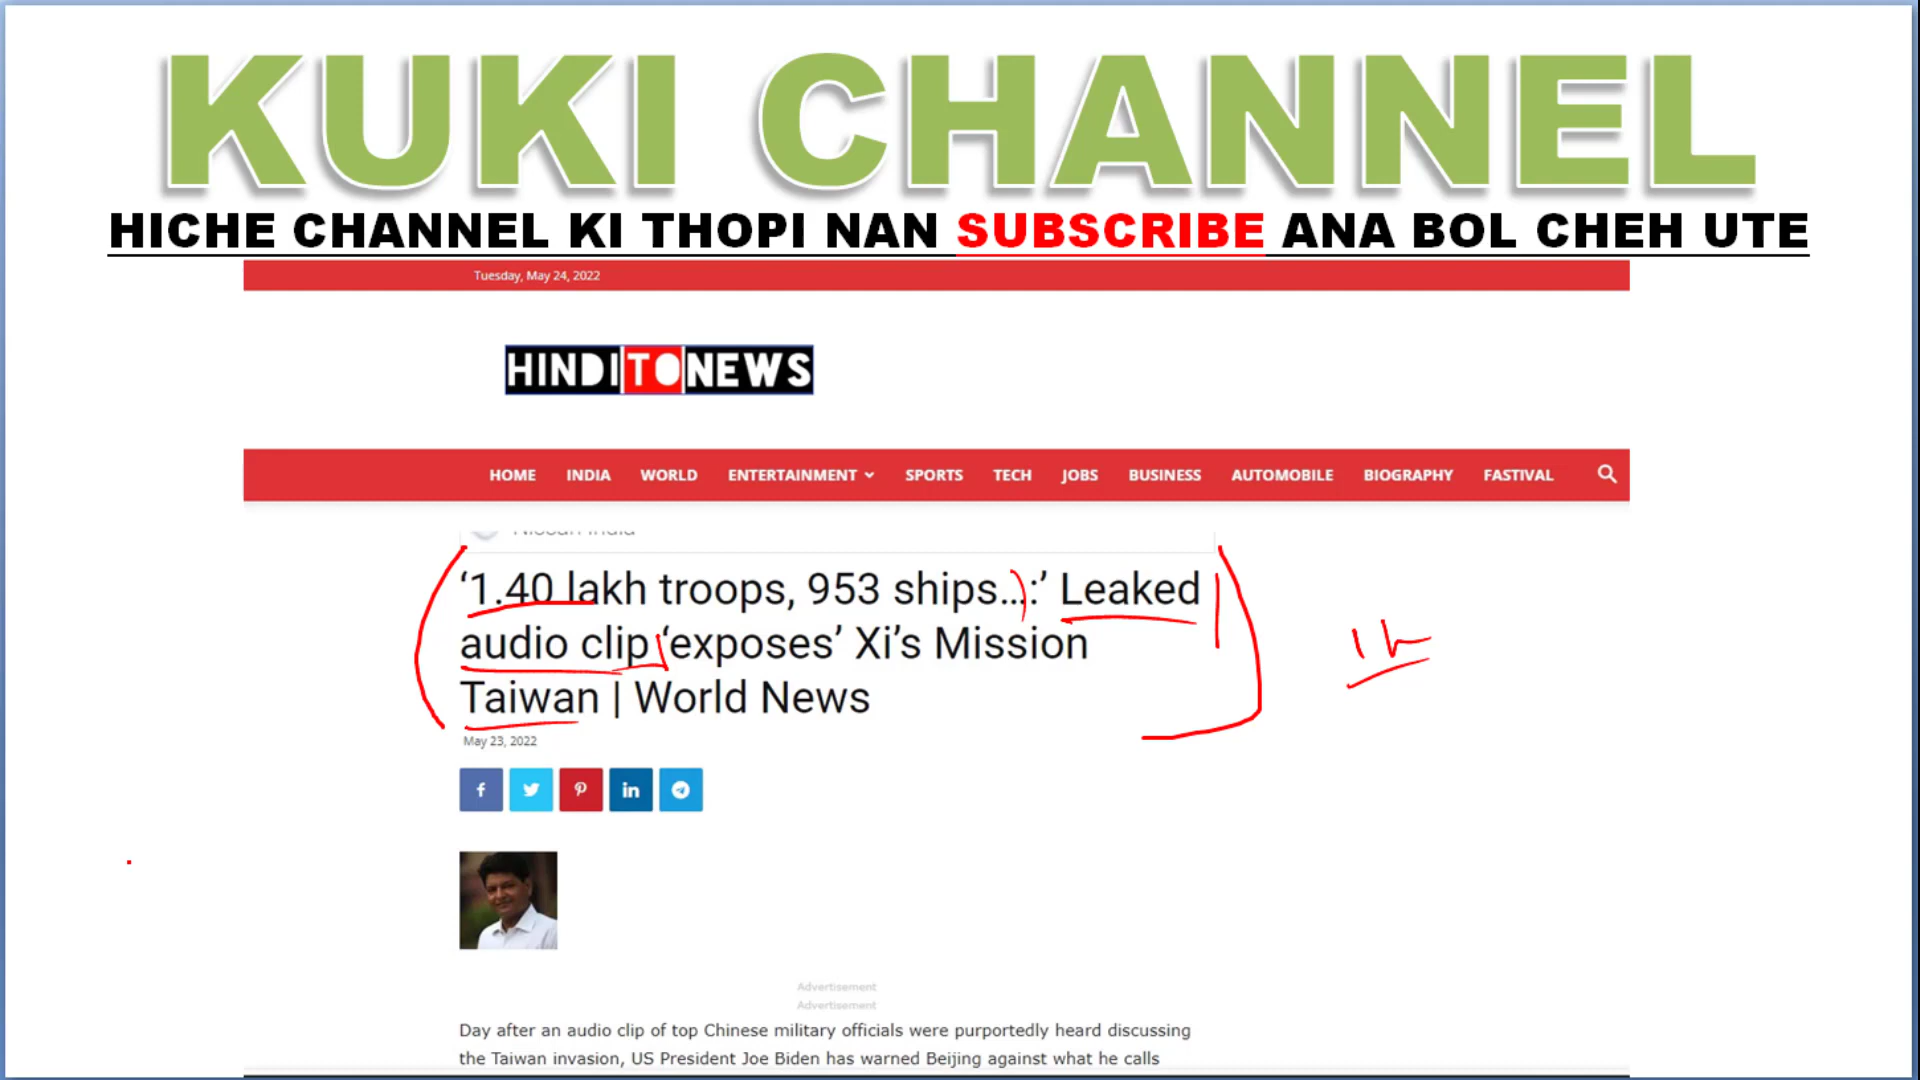 KUKI CHANNEL
HICHE CHANNEL KI THOPI NAN SUBSCRIBE ANA BOL CHEH UTE
Tuesday, May 24, 2022
HINDITONEWS
HOME INDIA WORLD ENTERTAINMENT SPORTS TECH JOBS BUSINESS AUTOMOBILE BIOGRAPHY FASTIVAL
‘1.40 lakh troops, 953 ships…:’ Leaked
audio clip ‘exposes’ Xi’s Mission
Taiwan | World News
May 23, 2022
Advertisement
Advertisement
Day after an audio clip of top Chinese military officials were purportedly heard discussing
the Taiwan invasion, US President Joe Biden has warned Beijing against what he calls